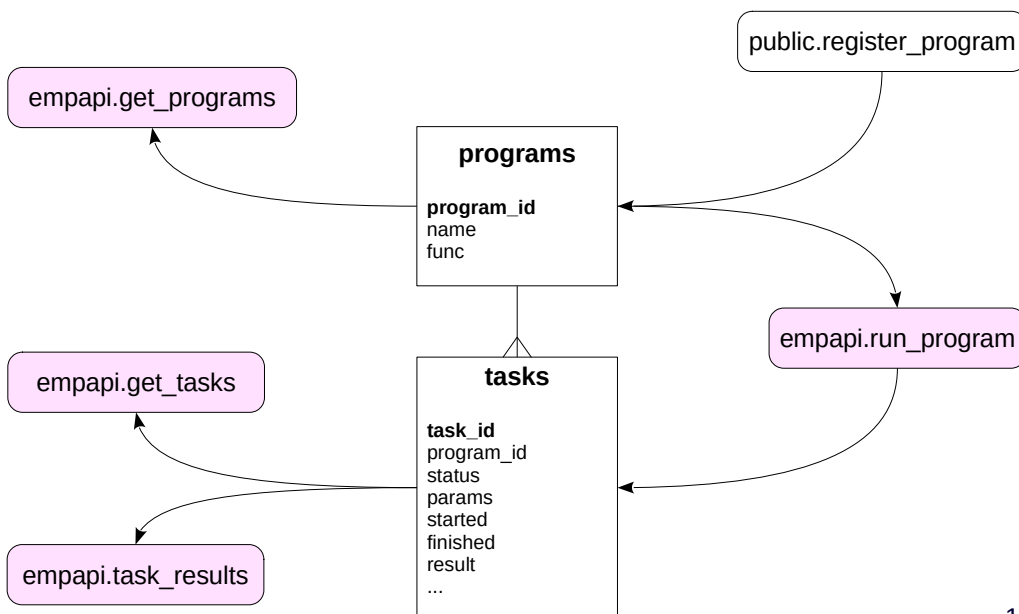 public.register_program
empapi.get_programs
programs
program_id
name
func
empapi.run_program
empapi.get_tasks
tasks
task_id
program_id
status
params
started
finished
result
...
empapi.task_results
1